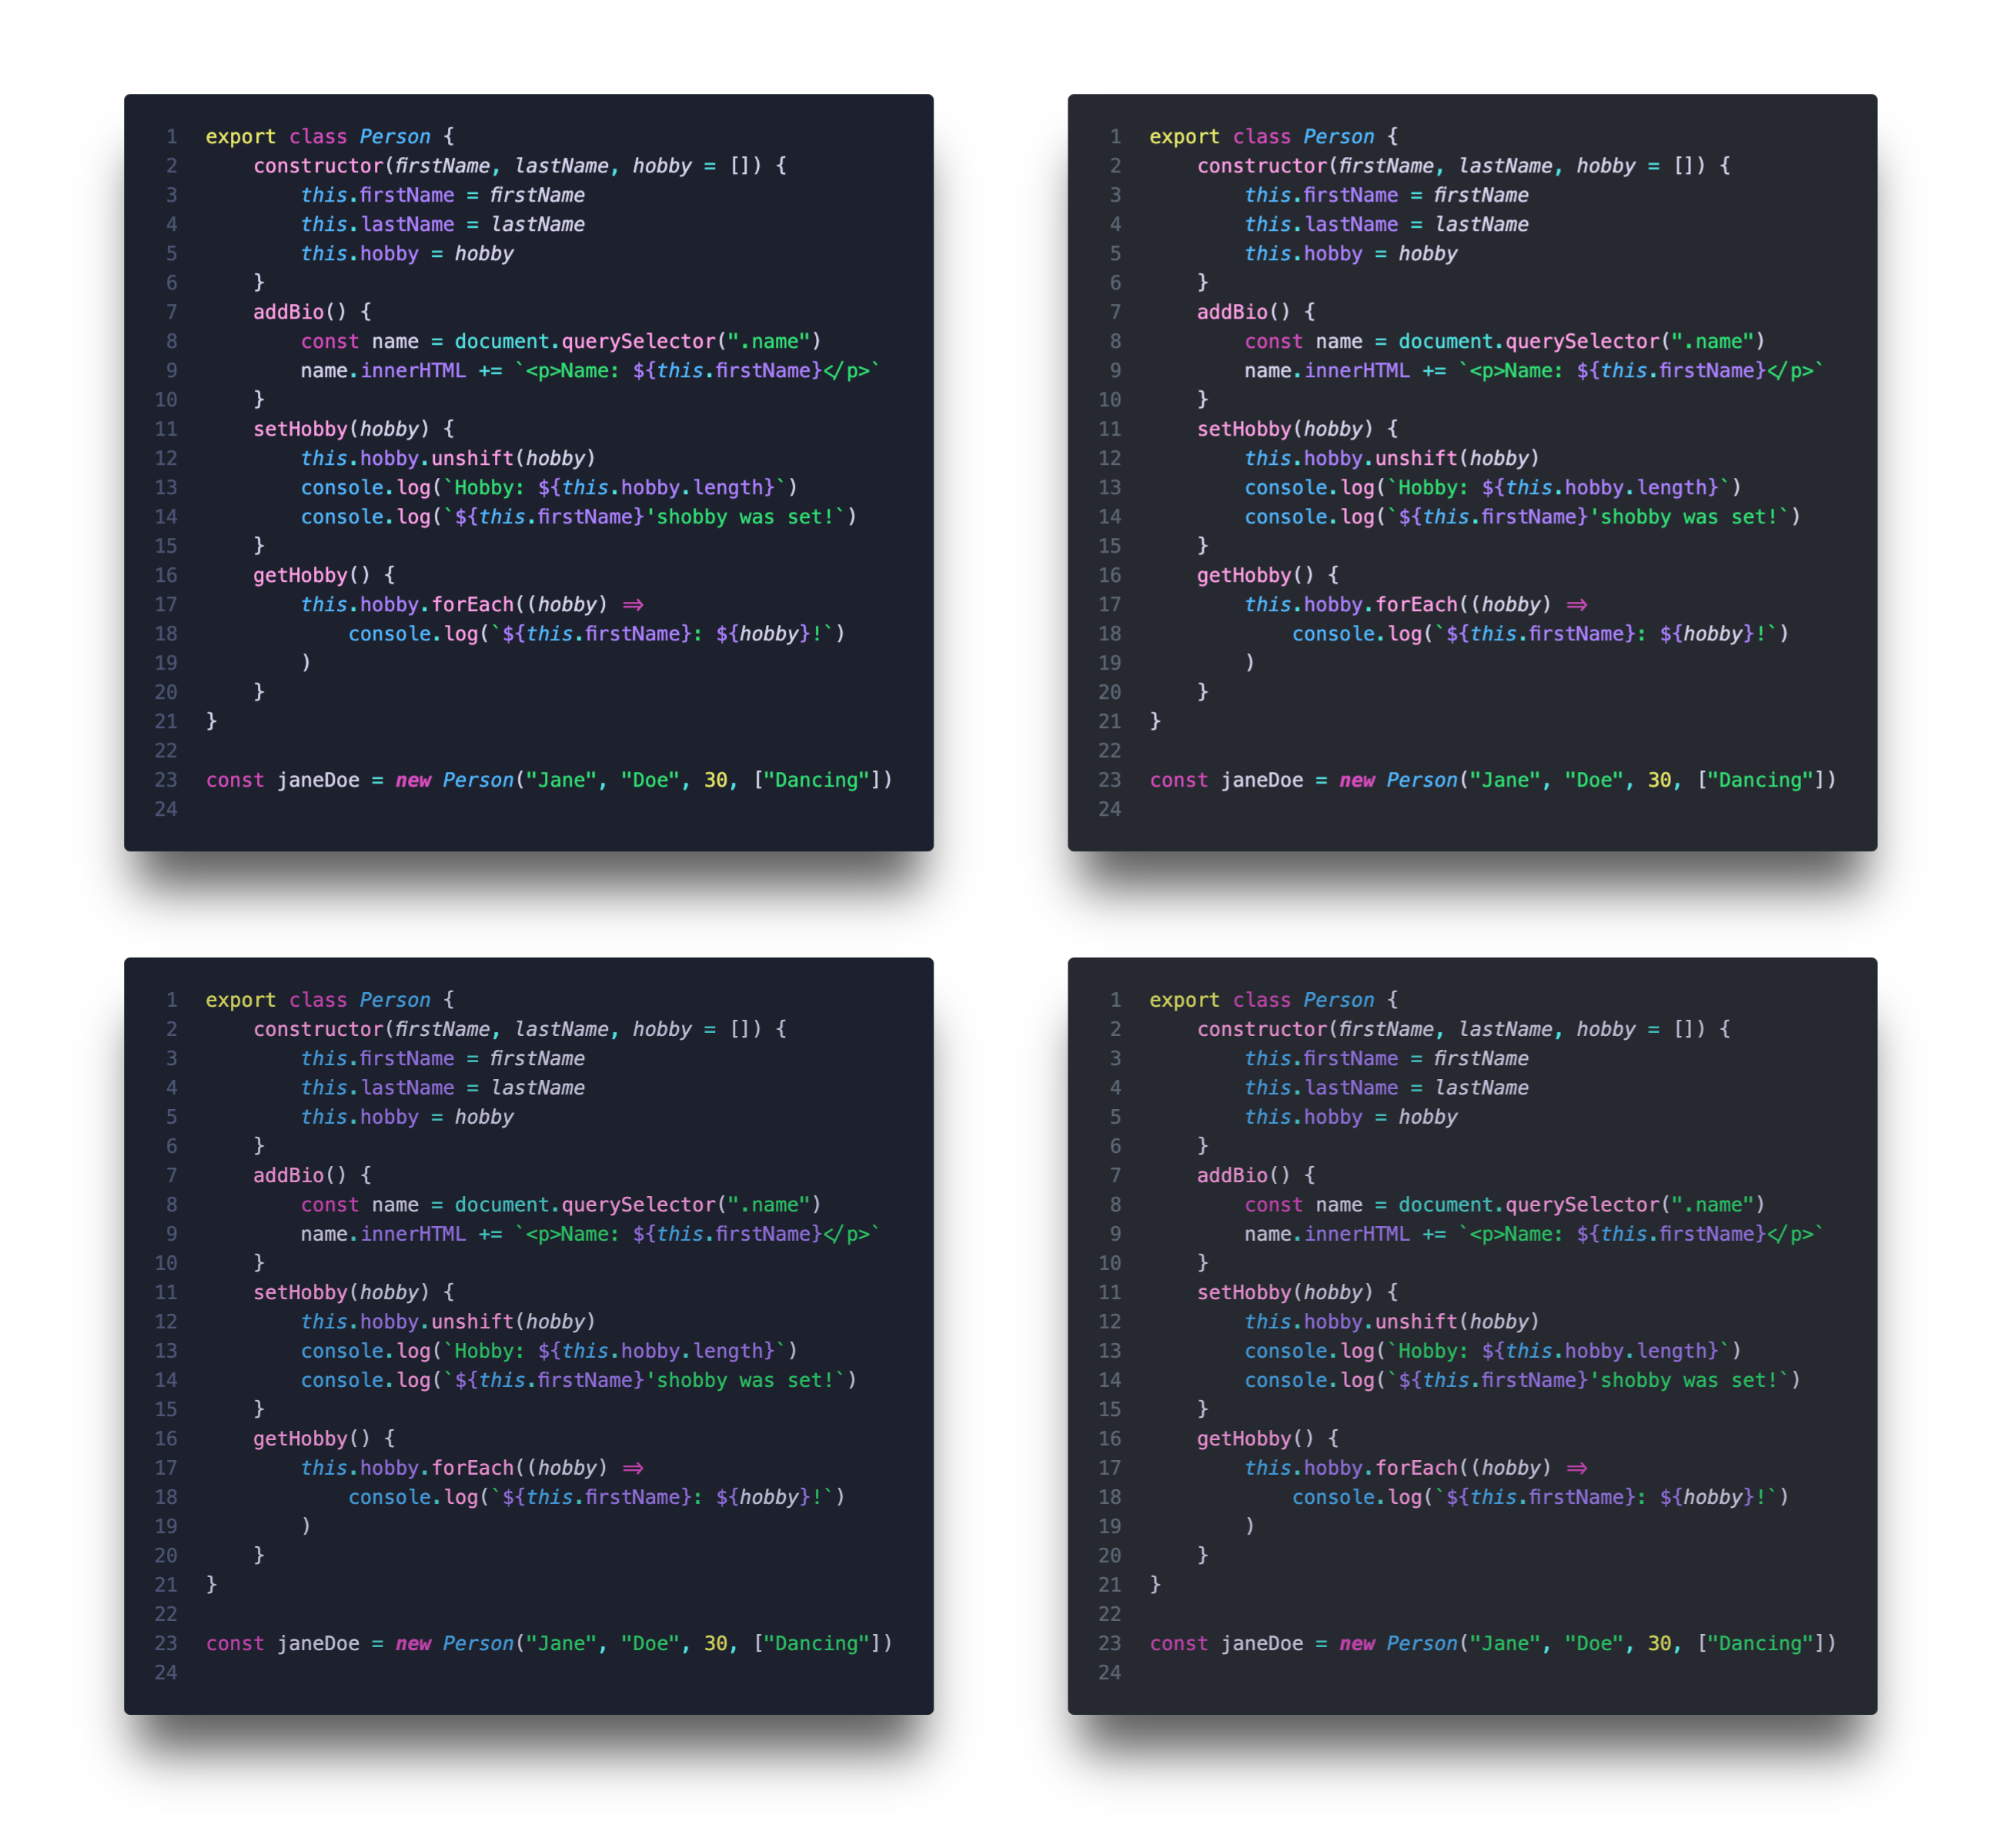 1 export class Person {
2 constructor(firstName, lastName, hobby = []) {
3 this.firstName = firstName
4 this.lastName = lastName
5 this.hobby = hobby
6 }
7 addBio() {
8 const name = document.querySelector(".name")
9 name.innerHTML += `<p>Name: ${this.firstName}</p>`
10 }
11 setHobby(hobby) {
12 this.hobby.unshift(hobby)
13 console.log(`Hobby: ${this.hobby.length}`)
14 console.log(`${this.firstName}'shobby was set!`)
15 }
16 getHobby() {
17 this.hobby.forEach((hobby) =>
18 console.log(`${this.firstName}: ${hobby}!`)
19 )
20 }
21 }
22
23 const janeDoe = new Person("Jane", "Doe", 30, ["Dancing"])
24
1 export class Person {
2 constructor(firstName, lastName, hobby = []) {
3 this.firstName = firstName
4 this.lastName = lastName
5 this.hobby = hobby
6 }
7 addBio() {
8 const name = document.querySelector(".name")
9 name.innerHTML += `<p>Name: ${this.firstName}</p>`
10 }
11 setHobby(hobby) {
12 this.hobby.unshift(hobby)
13 console.log(`Hobby: ${this.hobby.length}`)
14 console.log(`${this.firstName}'shobby was set!`)
15 }
16 getHobby() {
17 this.hobby.forEach((hobby) =>
18 console.log(`${this.firstName}: ${hobby}!`)
19 )
20 }
21 }
22
23 const janeDoe = new Person("Jane", "Doe", 30, ["Dancing"])
24
1 export class Person {
2 constructor(firstName, lastName, hobby = []) {
3 this.firstName = firstName
4 this.lastName = lastName
5 this.hobby = hobby
6 }
7 addBio() {
8 const name = document.querySelector(".name")
9 name.innerHTML += `<p>Name: ${this.firstName}</p>`
10 }
11 setHobby(hobby) {
12 this.hobby.unshift(hobby)
13 console.log(`Hobby: ${this.hobby.length}`)
14 console.log(`${this.firstName}'shobby was set!`)
15 }
16 getHobby() {
17 this.hobby.forEach((hobby) =>
18 console.log(`${this.firstName}: ${hobby}!`)
19 )
20 }
21 }
22
23 const janeDoe = new Person("Jane", "Doe", 30, ["Dancing"])
24
1 export class Person {
2 constructor(firstName, lastName, hobby = []) {
3 this.firstName = firstName
4 this.lastName = lastName
5 this.hobby = hobby
6 }
7 addBio() {
8 const name = document.querySelector(".name")
9 name.innerHTML += `<p>Name: ${this.firstName}</p>`
10 }
11 setHobby(hobby) {
12 this.hobby.unshift(hobby)
13 console.log(`Hobby: ${this.hobby.length}`)
14 console.log(`${this.firstName}'shobby was set!`)
15 }
16 getHobby() {
17 this.hobby.forEach((hobby) =>
18 console.log(`${this.firstName}: ${hobby}!`)
19 )
20 }
21 }
22
23 const janeDoe = new Person("Jane", "Doe", 30, ["Dancing"])
24